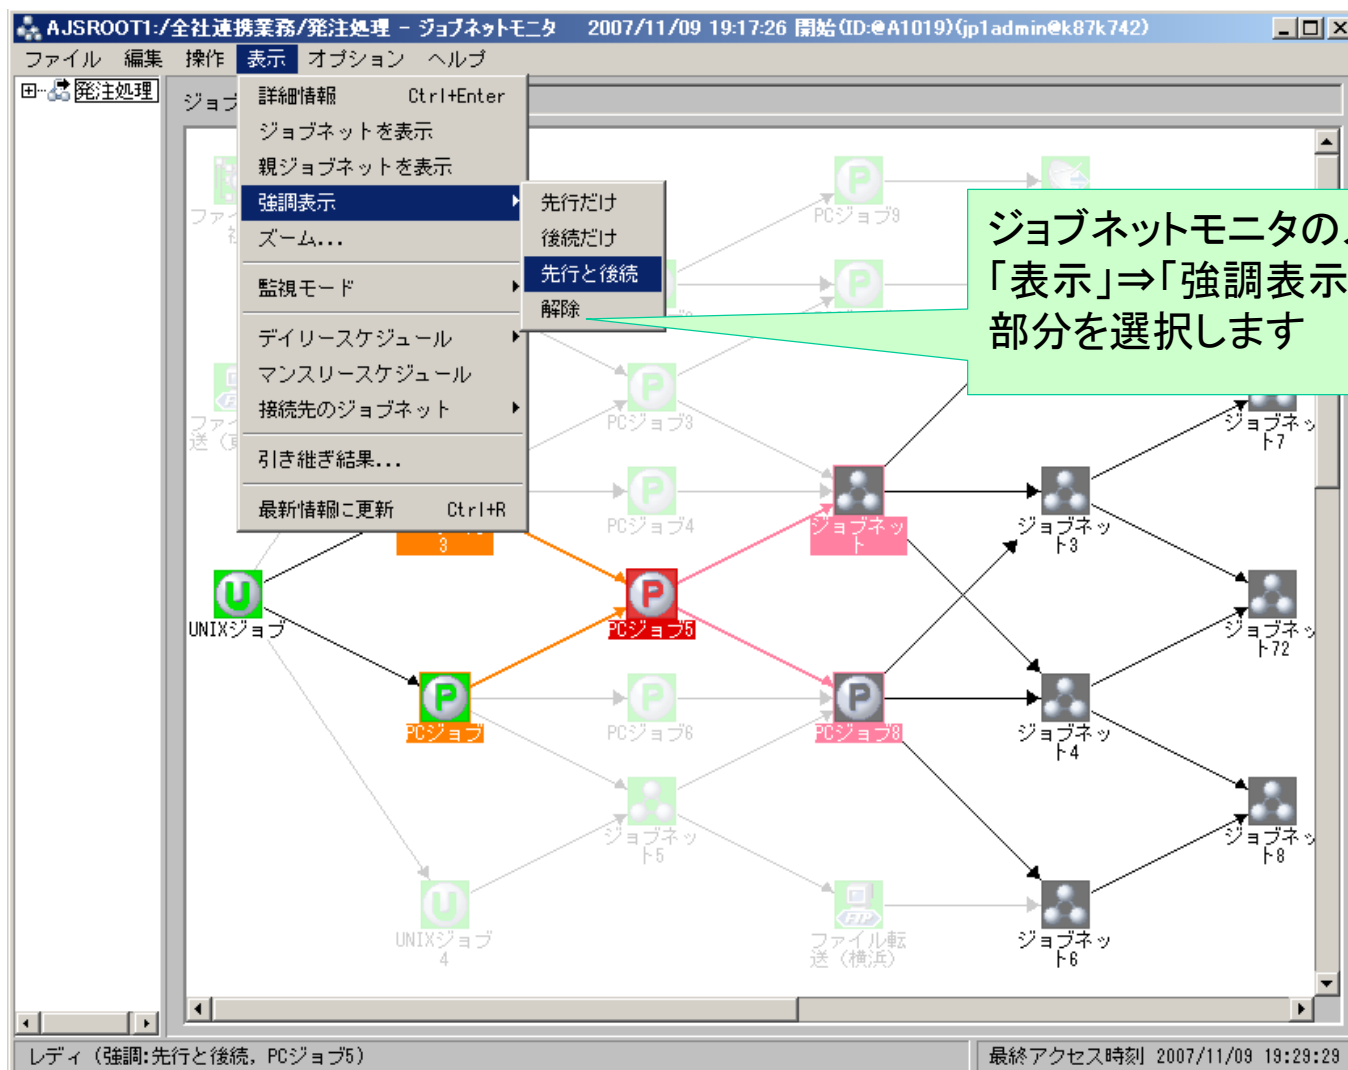 AJSROOT1:/全社連携業務/発注処理 - ジョブネットモニタ 2007/11/09 19:17:26 開始(ID:@A1019)(jp1admin@k87k742)
ファイル 編集 操作 表示 オプション ヘルプ
発注処理
ジョブ
詳細情報 Ctrl+Enter
ジョブネットを表示
親ジョブネットを表示
強調表示
ズーム...
監視モード
デイリースケジュール
マンスリースケジュール
接続先のジョブネット
引き継ぎ結果...
最新情報に更新 Ctrl+R
先行だけ
後続だけ
先行と後続
解除
ジョブネットモニタの
「表示」⇒「強調表示
部分を選択します
PCジョブ9
PCジョブ3
ジョブネッ
ト7
PCジョブ4
ジョブネッ
ト
ジョブネッ
ト3
3
UNIXジョブ
PCジョブ5
ジョブネッ
ト72
PCジョブ
PCジョブ6
PCジョブ8
ジョブネッ
ト4
ジョブネッ
ト5
ジョブネッ
ト8
UNIXジョブ
4
FTP
ファイル転
送（横浜）
ジョブネッ
ト6
レディ（強調:先行と後続, PCジョブ5）
最終アクセス時刻 2007/11/09 19:29:29